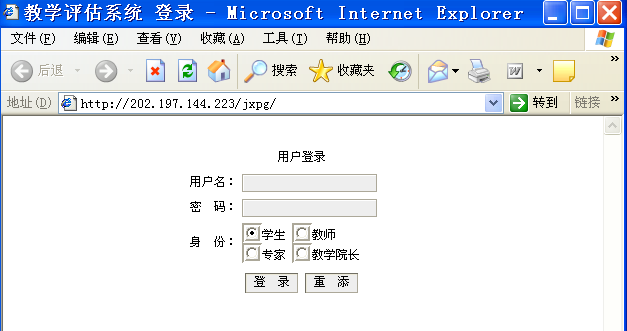 教学评估系统 登录 - Microsoft Internet Explorer
文件(F) 编辑(E) 查看(V) 收藏(A) 工具(T) 帮助(H)
后退 搜索 收藏夹 W »
地址(D) http://202.197.144.223/jxpg/ 转到 链接 »
用户登录
用户名：
密 码：
身 份： 学生 教师
专家 教学院长
登 录 重 添